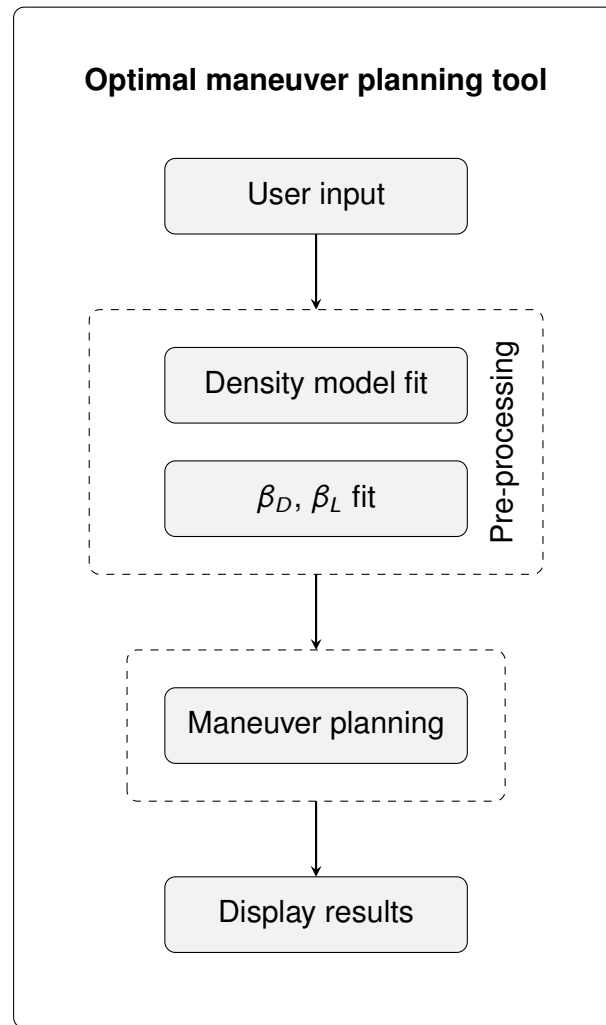 Optimal maneuver planning tool
User input
Density model fit
β_D, β_L fit
Pre-processing
Maneuver planning
Display results